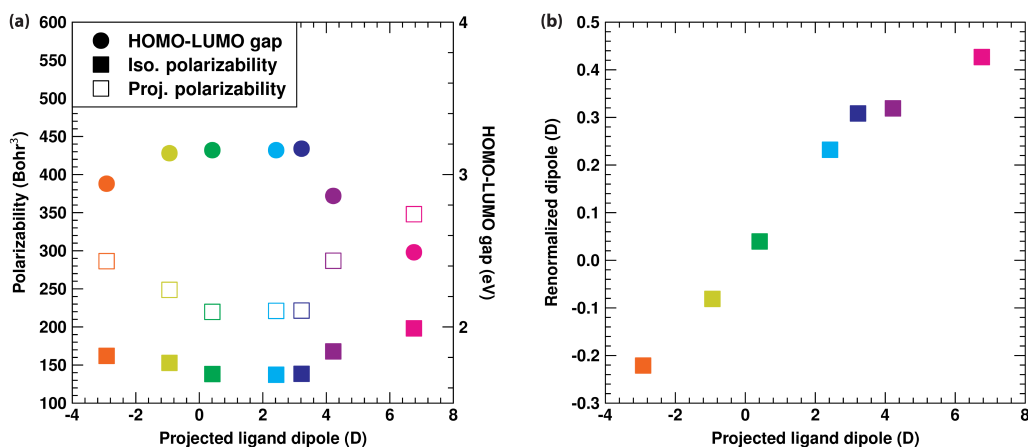 (a)
600
550
500
450
400
350
300
250
200
150
100
Polarizability (Bohr³)
HOMO-LUMO gap
Iso. polarizability
Proj. polarizability
4
3
2
HOMO-LUMO gap (eV)
-4 -2 0 2 4 6 8
Projected ligand dipole (D)
(b)
0.5
0.4
0.3
0.2
0.1
0.0
-0.1
-0.2
-0.3
Renormalized dipole (D)
-4 -2 0 2 4 6 8
Projected ligand dipole (D)